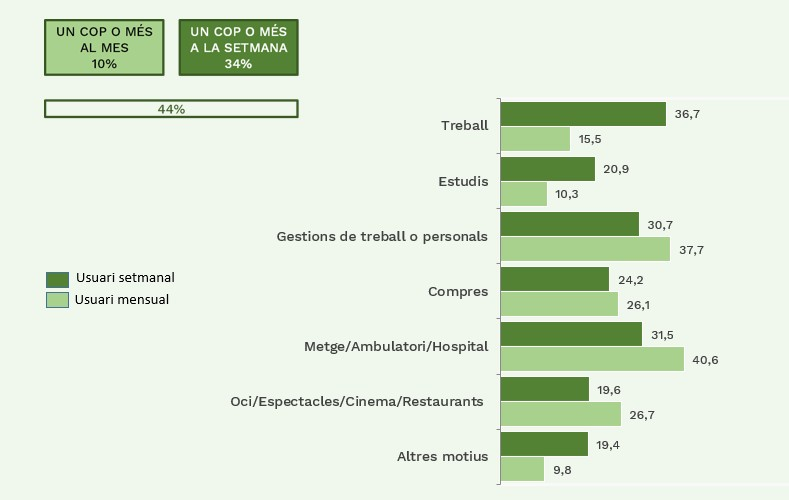 UN COP O MÉS
AL MES
10%
UN COP O MÉS
A LA SETMANA
34%
44%
Treball
36,7
15,5
Estudis
20,9
10,3
Gestions de treball o personals
30,7
37,7
Usuari setmanal
Usuari mensual
Compres
24,2
26,1
Metge/Ambulatori/Hospital
31,5
40,6
Oci/Espectacles/Cinema/Restaurants
19,6
26,7
Altres motius
19,4
9,8